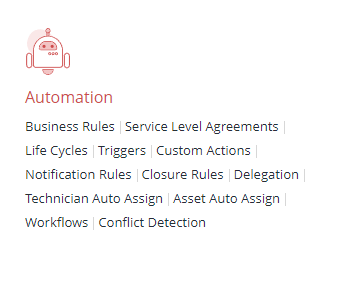 Automation
Business Rules | Service Level Agreements |
Life Cycles | Triggers | Custom Actions |
Notification Rules | Closure Rules | Delegation |
Technician Auto Assign | Asset Auto Assign |
Workflows | Conflict Detection